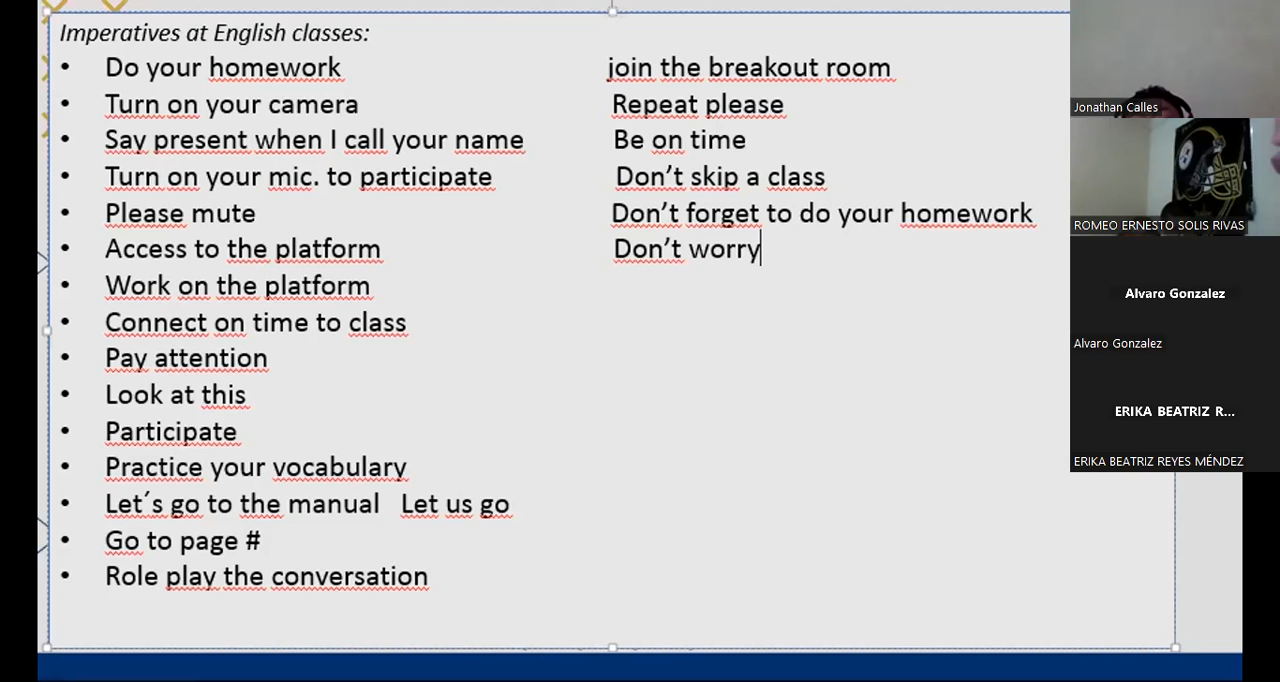 Imperatives at English classes:
• Do your homework
• Turn on your camera
• Say present when I call your name
• Turn on your mic. to participate
• Please mute
• Access to the platform
• Work on the platform
• Connect on time to class
• Pay attention
• Look at this
• Participate
• Practice your vocabulary
• Let´s go to the manual Let us go
• Go to page #
• Role play the conversation
join the breakout room
Repeat please
Be on time
Don’t skip a class
Don’t forget to do your homework
Don’t worry
Jonathan Calles
ROMEO ERNESTO SOLIS RIVAS
Alvaro Gonzalez
Alvaro Gonzalez
ERIKA BEATRIZ R...
ERIKA BEATRIZ REYES MÉNDEZ